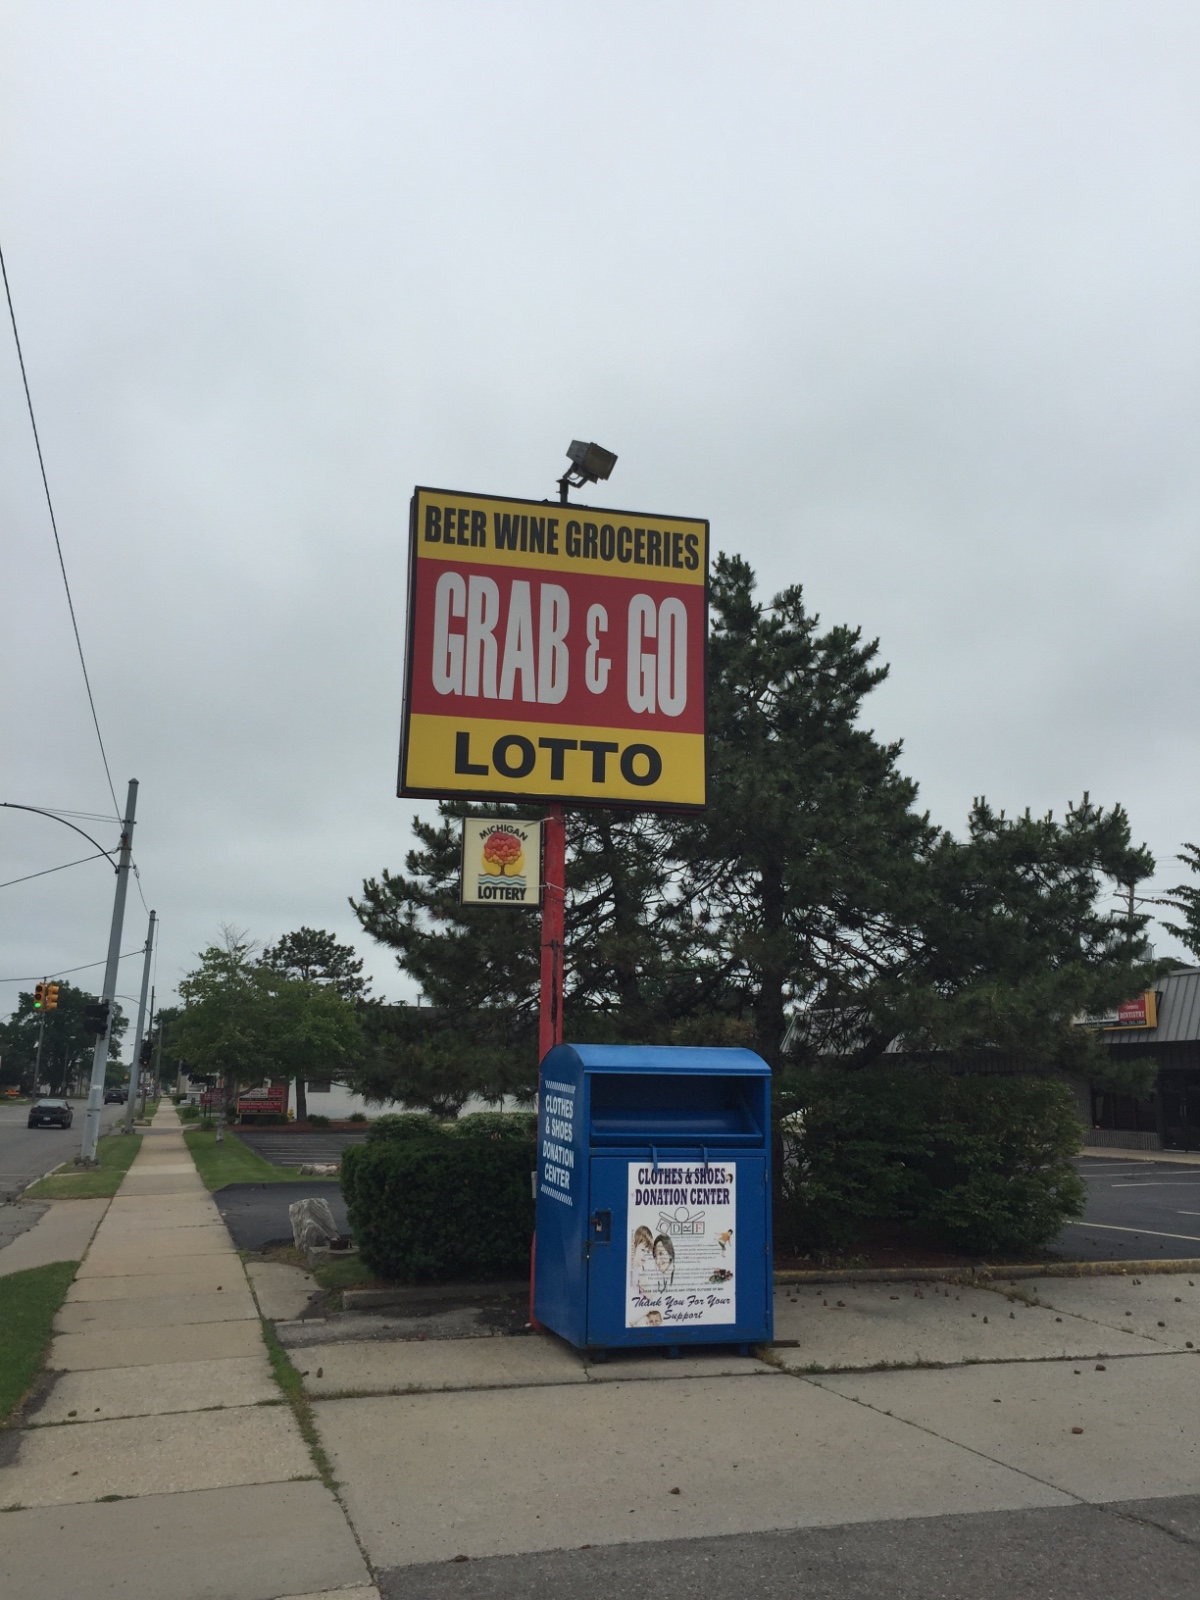 BEER WINE GROCERIES
GRAB & GO
LOTTO
MICHIGAN
LOTTERY
CLOTHES
& SHOES
DONATION
CENTER
CLOTHES & SHOES
DONATION CENTER
Thank You For Your
Support
DENTISTRY